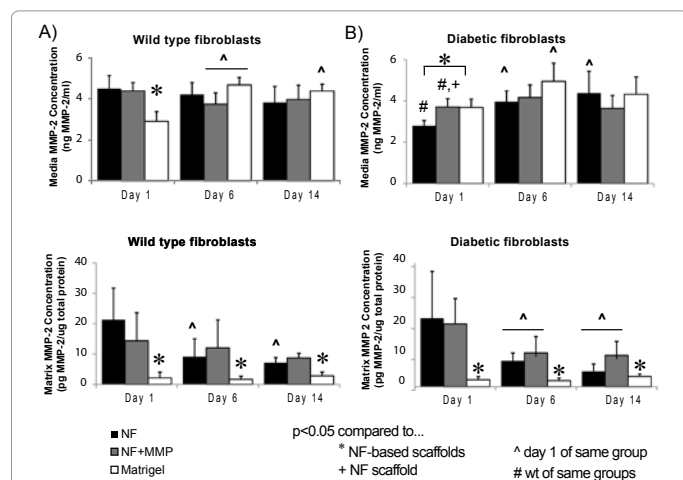 A)
Wild type fibroblasts
Media MMP-2 Concentration
(ng MMP-2/ml)
6
4
2
0
*
^
^
Day 1 Day 6 Day 14
B)
Diabetic fibroblasts
Media MMP-2 Concentration
(ng MMP-2/ml)
6
4
2
0
*
#
#,+
^
^
^
Day 1 Day 6 Day 14
Wild type fibroblasts
Matrix MMP-2 Concentration
(pg MMP-2/ug total protein)
40
30
20
10
0
*
^
*
^
*
Day 1 Day 6 Day 14
Diabetic fibroblasts
Matrix MMP 2 Concentration
(pg MMP-2/ug total protein)
40
30
20
10
0
*
^
*
^
*
Day 1 Day 6 Day 14
NF
NF+MMP
Matrigel
p<0.05 compared to...
* NF-based scaffolds
+ NF scaffold
^ day 1 of same group
# wt of same groups